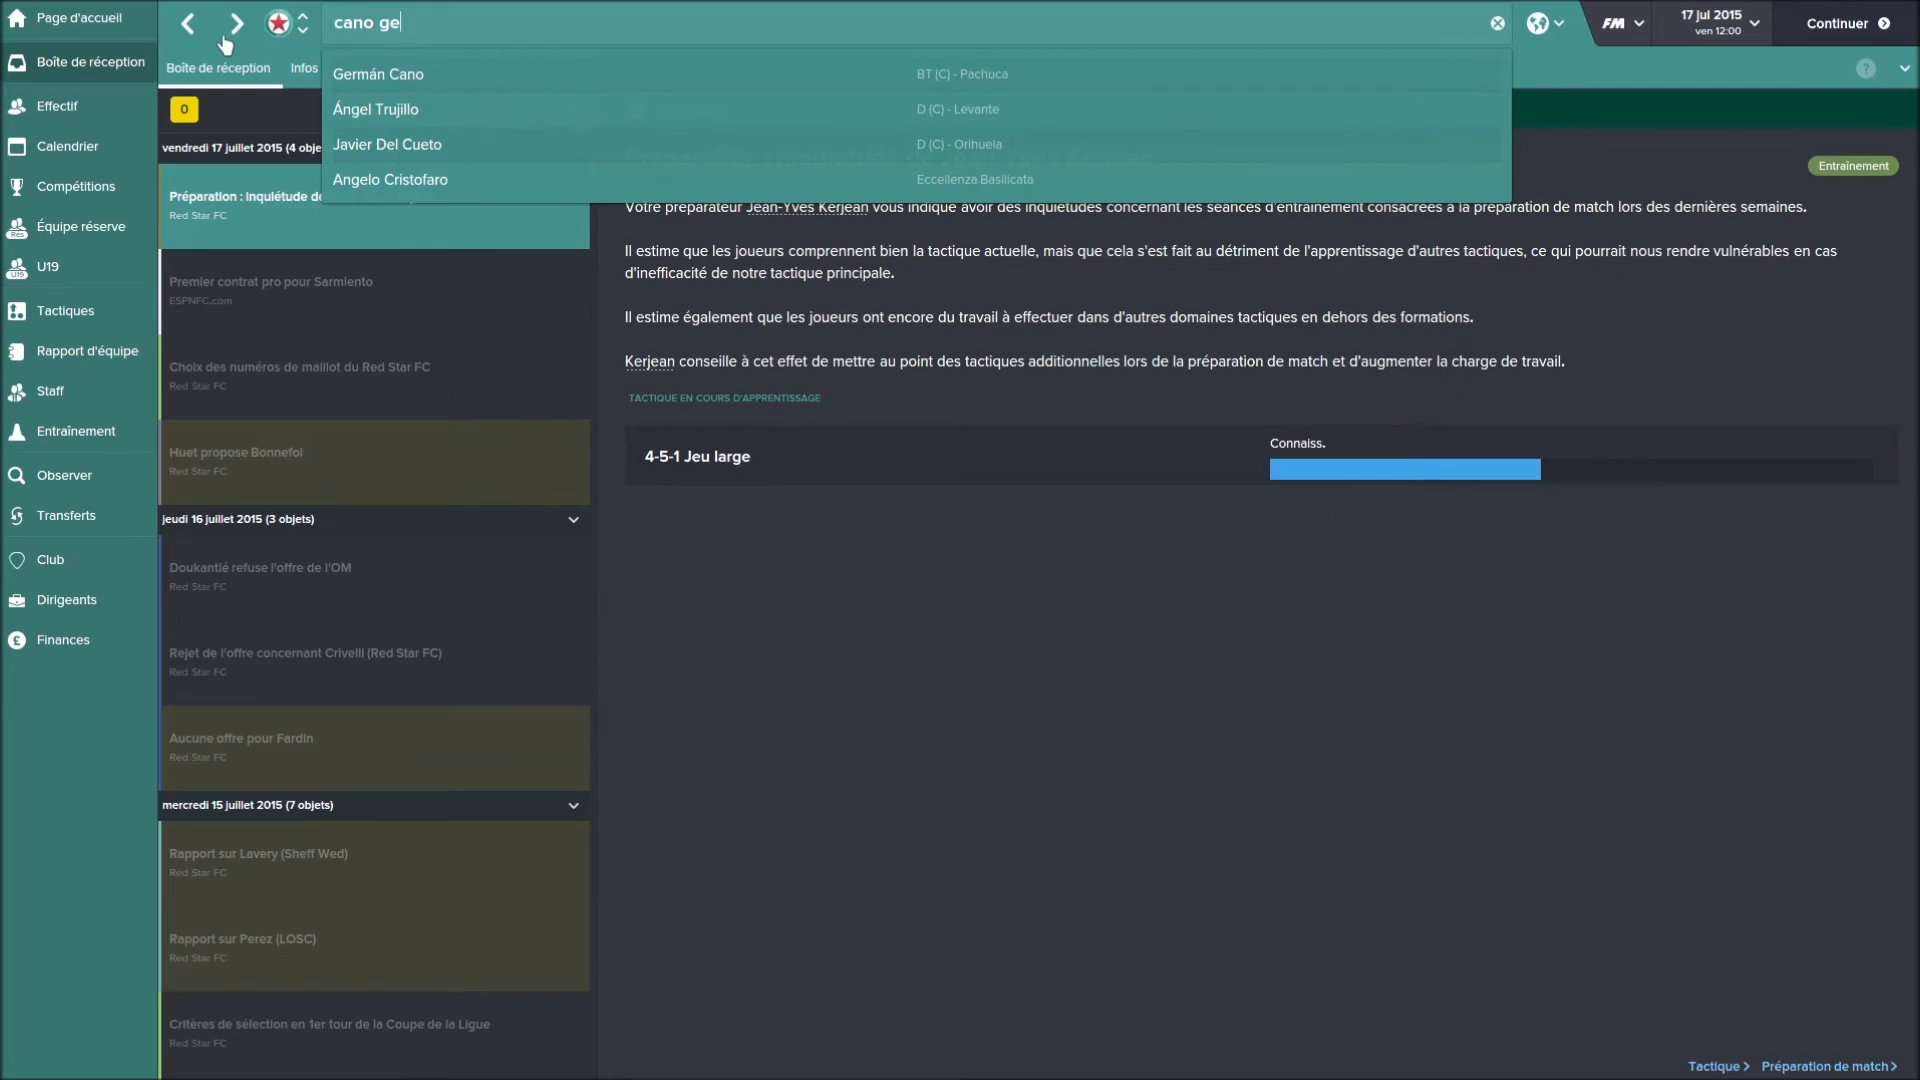 Page d'accueil
Boîte de réception
Effectif
Calendrier
Compétitions
Équipe réserve
U19
Tactiques
Rapport d'équipe
Staff
Entraînement
Observer
Transferts
Club
Dirigeants
Finances
cano ge
FM
17 jul 2015
ven 12:00
Continuer
Boîte de réception
Infos
Germán Cano BT (C) - Pachuca
Ángel Trujillo D (C) - Levante
Javier Del Cueto D (C) - Orihuela
Angelo Cristofaro Eccellenza Basilicata
0
vendredi 17 juillet 2015 (4 obje
Préparation : inquiétude de
Red Star FC
Premier contrat pro pour Sarmiento
ESPNFC.com
Choix des numéros de maillot du Red Star FC
Red Star FC
Huet propose Bonnefoi
Red Star FC
jeudi 16 juillet 2015 (3 objets)
Doukantié refuse l'offre de l'OM
Red Star FC
Rejet de l'offre concernant Crivelli (Red Star FC)
Red Star FC
Aucune offre pour Fardin
Red Star FC
mercredi 15 juillet 2015 (7 objets)
Rapport sur Lavery (Sheff Wed)
Red Star FC
Rapport sur Perez (LOSC)
Red Star FC
Critères de sélection en 1er tour de la Coupe de la Ligue
Red Star FC
Entraînement
Votre préparateur Jean-Yves Kerjean vous indique avoir des inquiétudes concernant les séances d'entraînement consacrées à la préparation de match lors des dernières semaines.
Il estime que les joueurs comprennent bien la tactique actuelle, mais que cela s'est fait au détriment de l'apprentissage d'autres tactiques, ce qui pourrait nous rendre vulnérables en cas
d'inefficacité de notre tactique principale.
Il estime également que les joueurs ont encore du travail à effectuer dans d'autres domaines tactiques en dehors des formations.
Kerjean conseille à cet effet de mettre au point des tactiques additionnelles lors de la préparation de match et d'augmenter la charge de travail.
TACTIQUE EN COURS D'APPRENTISSAGE
4-5-1 Jeu large
Connaiss.
Tactique > Préparation de match >